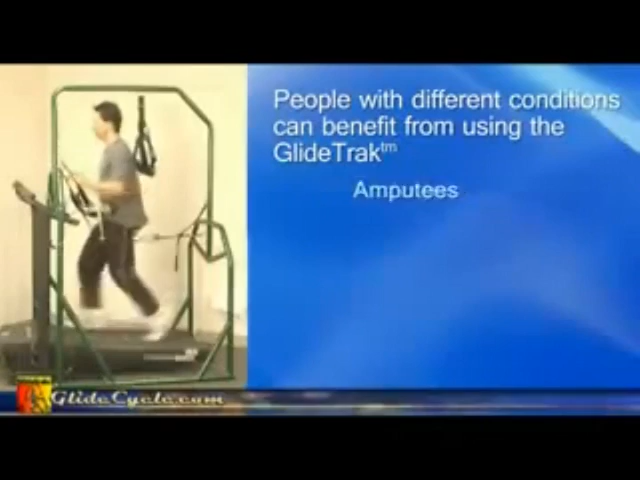 People with different conditions
can benefit from using the
GlideTrak™
Amputees
GlideCycle.com